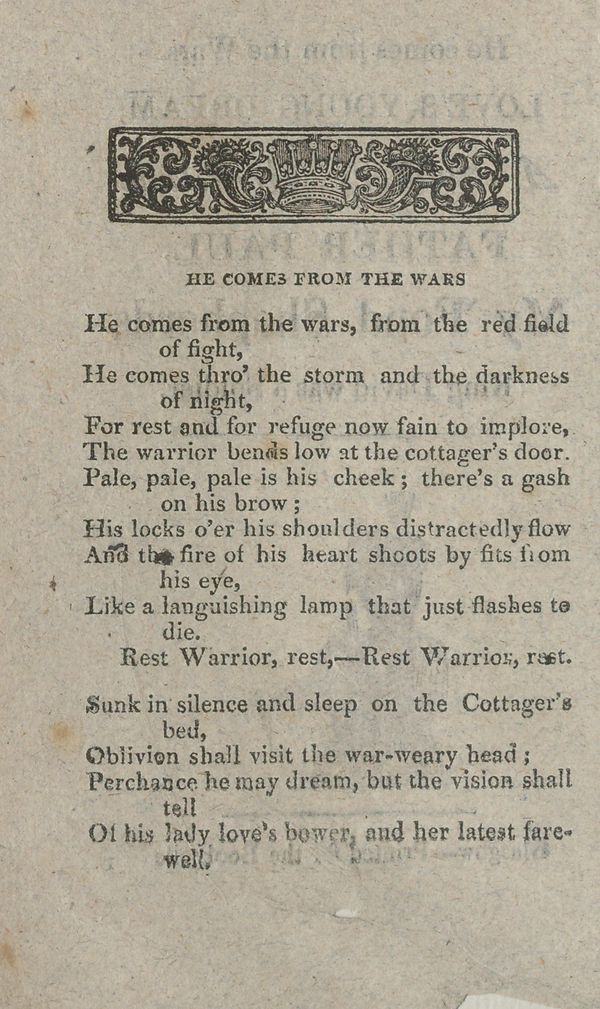 HE COMES FROM THE WARS
He comes from the wars, from the red field
of fight,
He comes thro' the storm and the darkness
of night,
For rest and for refuge now fain to implore,
The warrior bends low at the cottager's door.
Pale, pale, pale is his cheek; there's a gash
on his brow;
His locks o'er his shoulders distractedly flow
And the fire of his heart shoots by fits from
his eye,
Like a languishing lamp that just flashes to
die.
Rest Warrior, rest,—Rest Warrior, rest.
Sunk in silence and sleep on the Cottager's
bed,
Oblivion shall visit the war-weary head;
Perchance he may dream, but the vision shall
tell
Of his lady love's bower, and her latest fare-
well.